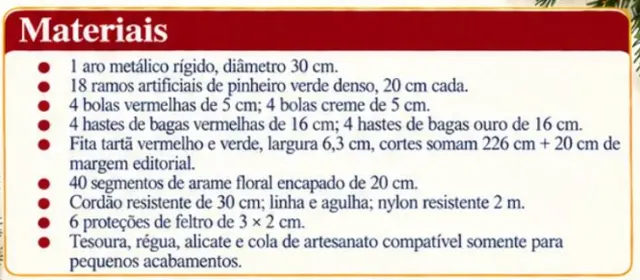 Materiais
1 aro metálico rígido, diâmetro 30 cm.
18 ramos artificiais de pinheiro verde denso, 20 cm cada.
4 bolas vermelhas de 5 cm; 4 bolas creme de 5 cm.
4 hastes de bagas vermelhas de 16 cm; 4 hastes de bagas ouro de 16 cm.
Fita tartã vermelho e verde, largura 6,3 cm, cortes somam 226 cm + 20 cm de
margem editorial.
40 segmentos de arame floral encapado de 20 cm.
Cordão resistente de 30 cm; linha e agulha; nylon resistente 2 m.
6 proteções de feltro de 3 × 2 cm.
Tesoura, régua, alicate e cola de artesanato compatível somente para
pequenos acabamentos.